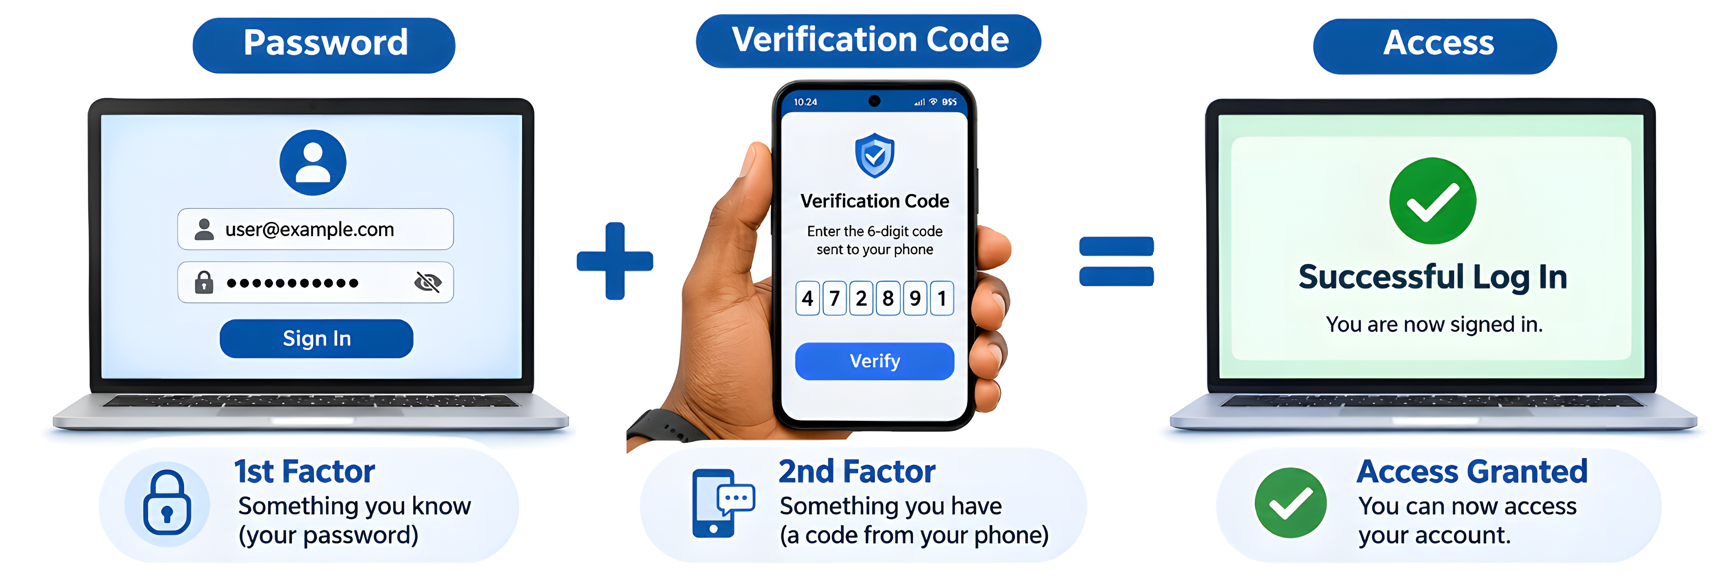 Password
Verification Code
Access
user@example.com
Sign In
10.24
Verification Code
Enter the 6-digit code
sent to your phone
4 7 2 8 9 1
Verify
Successful Log In
You are now signed in.
1st Factor
Something you know
(your password)
2nd Factor
Something you have
(a code from your phone)
Access Granted
You can now access
your account.